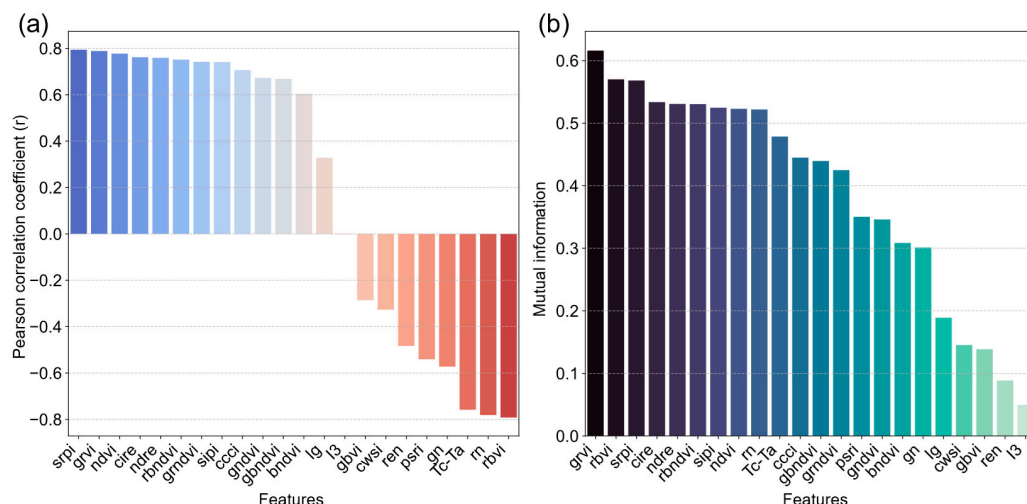 (a)
Pearson correlation coefficient (r)
0.8
0.6
0.4
0.2
0.0
−0.2
−0.4
−0.6
−0.8
srpi
grvi
ndvi
cire
ndre
rbndvi
grndvi
sipi
ccci
gndvi
gbndvi
bndvi
lg
l3
gbvi
cwsi
ren
psri
gn
Tc-Ta
rn
rbvi
Features
(b)
Mutual information
0.6
0.5
0.4
0.3
0.2
0.1
0.0
grvi
rbvi
srpi
cire
ndre
rbndvi
sipi
ndvi
rn
Tc-Ta
ccci
gbndvi
grndvi
psri
gndvi
bndvi
gn
lg
cwsi
gbvi
ren
l3
Features